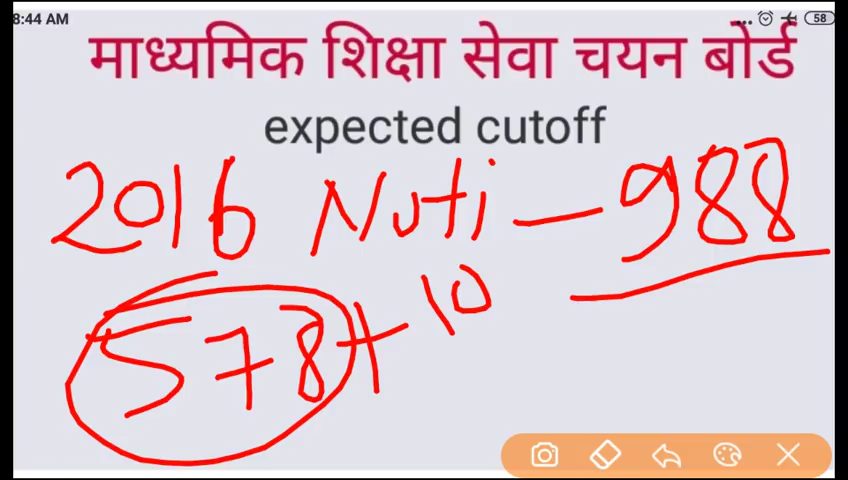 8:44 AM ... 58
माध्यमिक शिक्षा सेवा चयन बोर्ड
expected cutoff
2016 Noti - 988
578 + 10